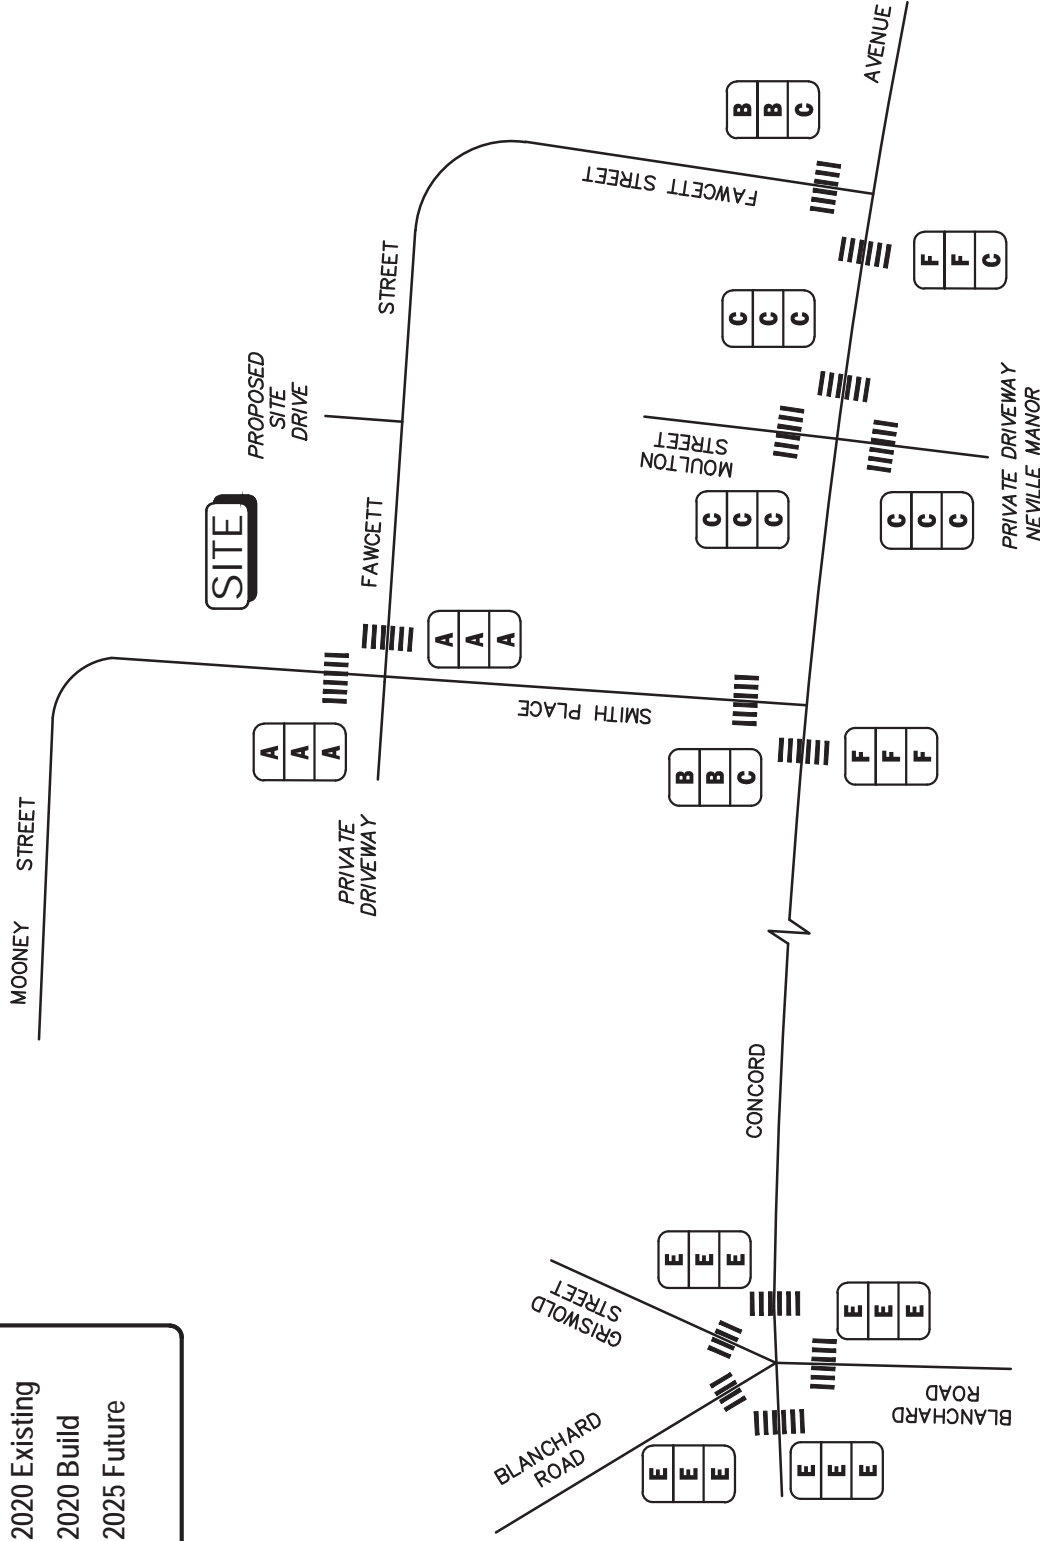 2020 Existing
2020 Build
2025 Future
MOONEY STREET
SITE
PROPOSED
SITE
DRIVE
PRIVATE
DRIVEWAY
FAWCETT STREET
FAWCETT STREET
SMITH PLACE
MOULTON
STREET
PRIVATE DRIVEWAY
NEVILLE MANOR
CONCORD AVENUE
GRISWOLD
STREET
BLANCHARD
ROAD
BLANCHARD
ROAD
A
A
A
A
A
A
B
B
C
F
F
F
C
C
C
C
C
C
C
C
C
B
B
C
F
F
C
E
E
E
E
E
E
E
E
E
E
E
E